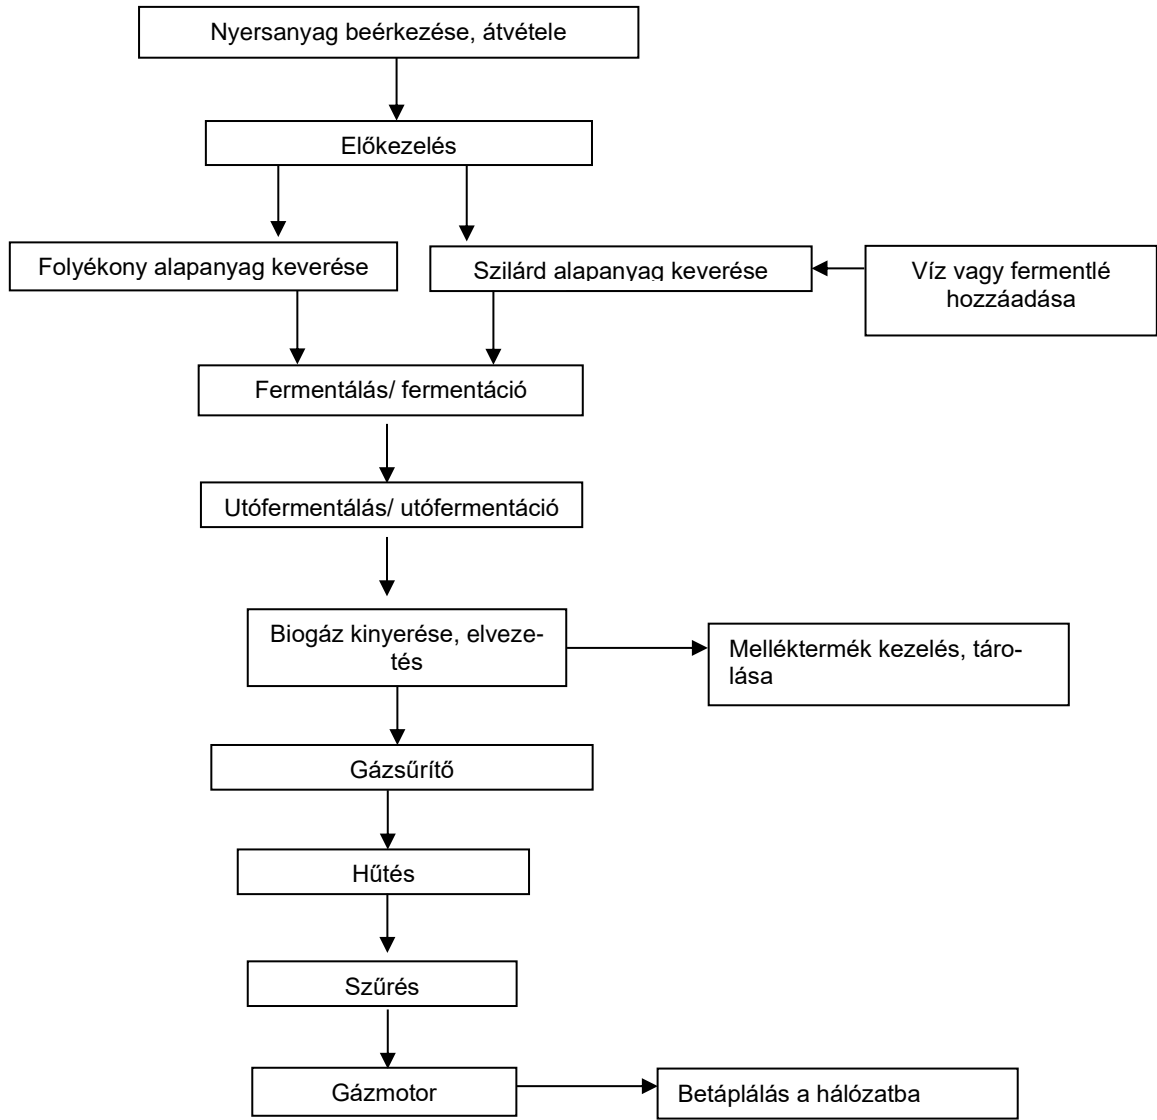 Nyersanyag beérkezése, átvétele
Előkezelés
Folyékony alapanyag keverése
Szilárd alapanyag keverése
Víz vagy fermentlé
hozzáadása
Fermentálás/ fermentáció
Utófermentálás/ utófermentáció
Biogáz kinyerése, elveze-
tés
Melléktermék kezelés, táro-
lása
Gázsűrítő
Hűtés
Szűrés
Gázmotor
Betáplálás a hálózatba